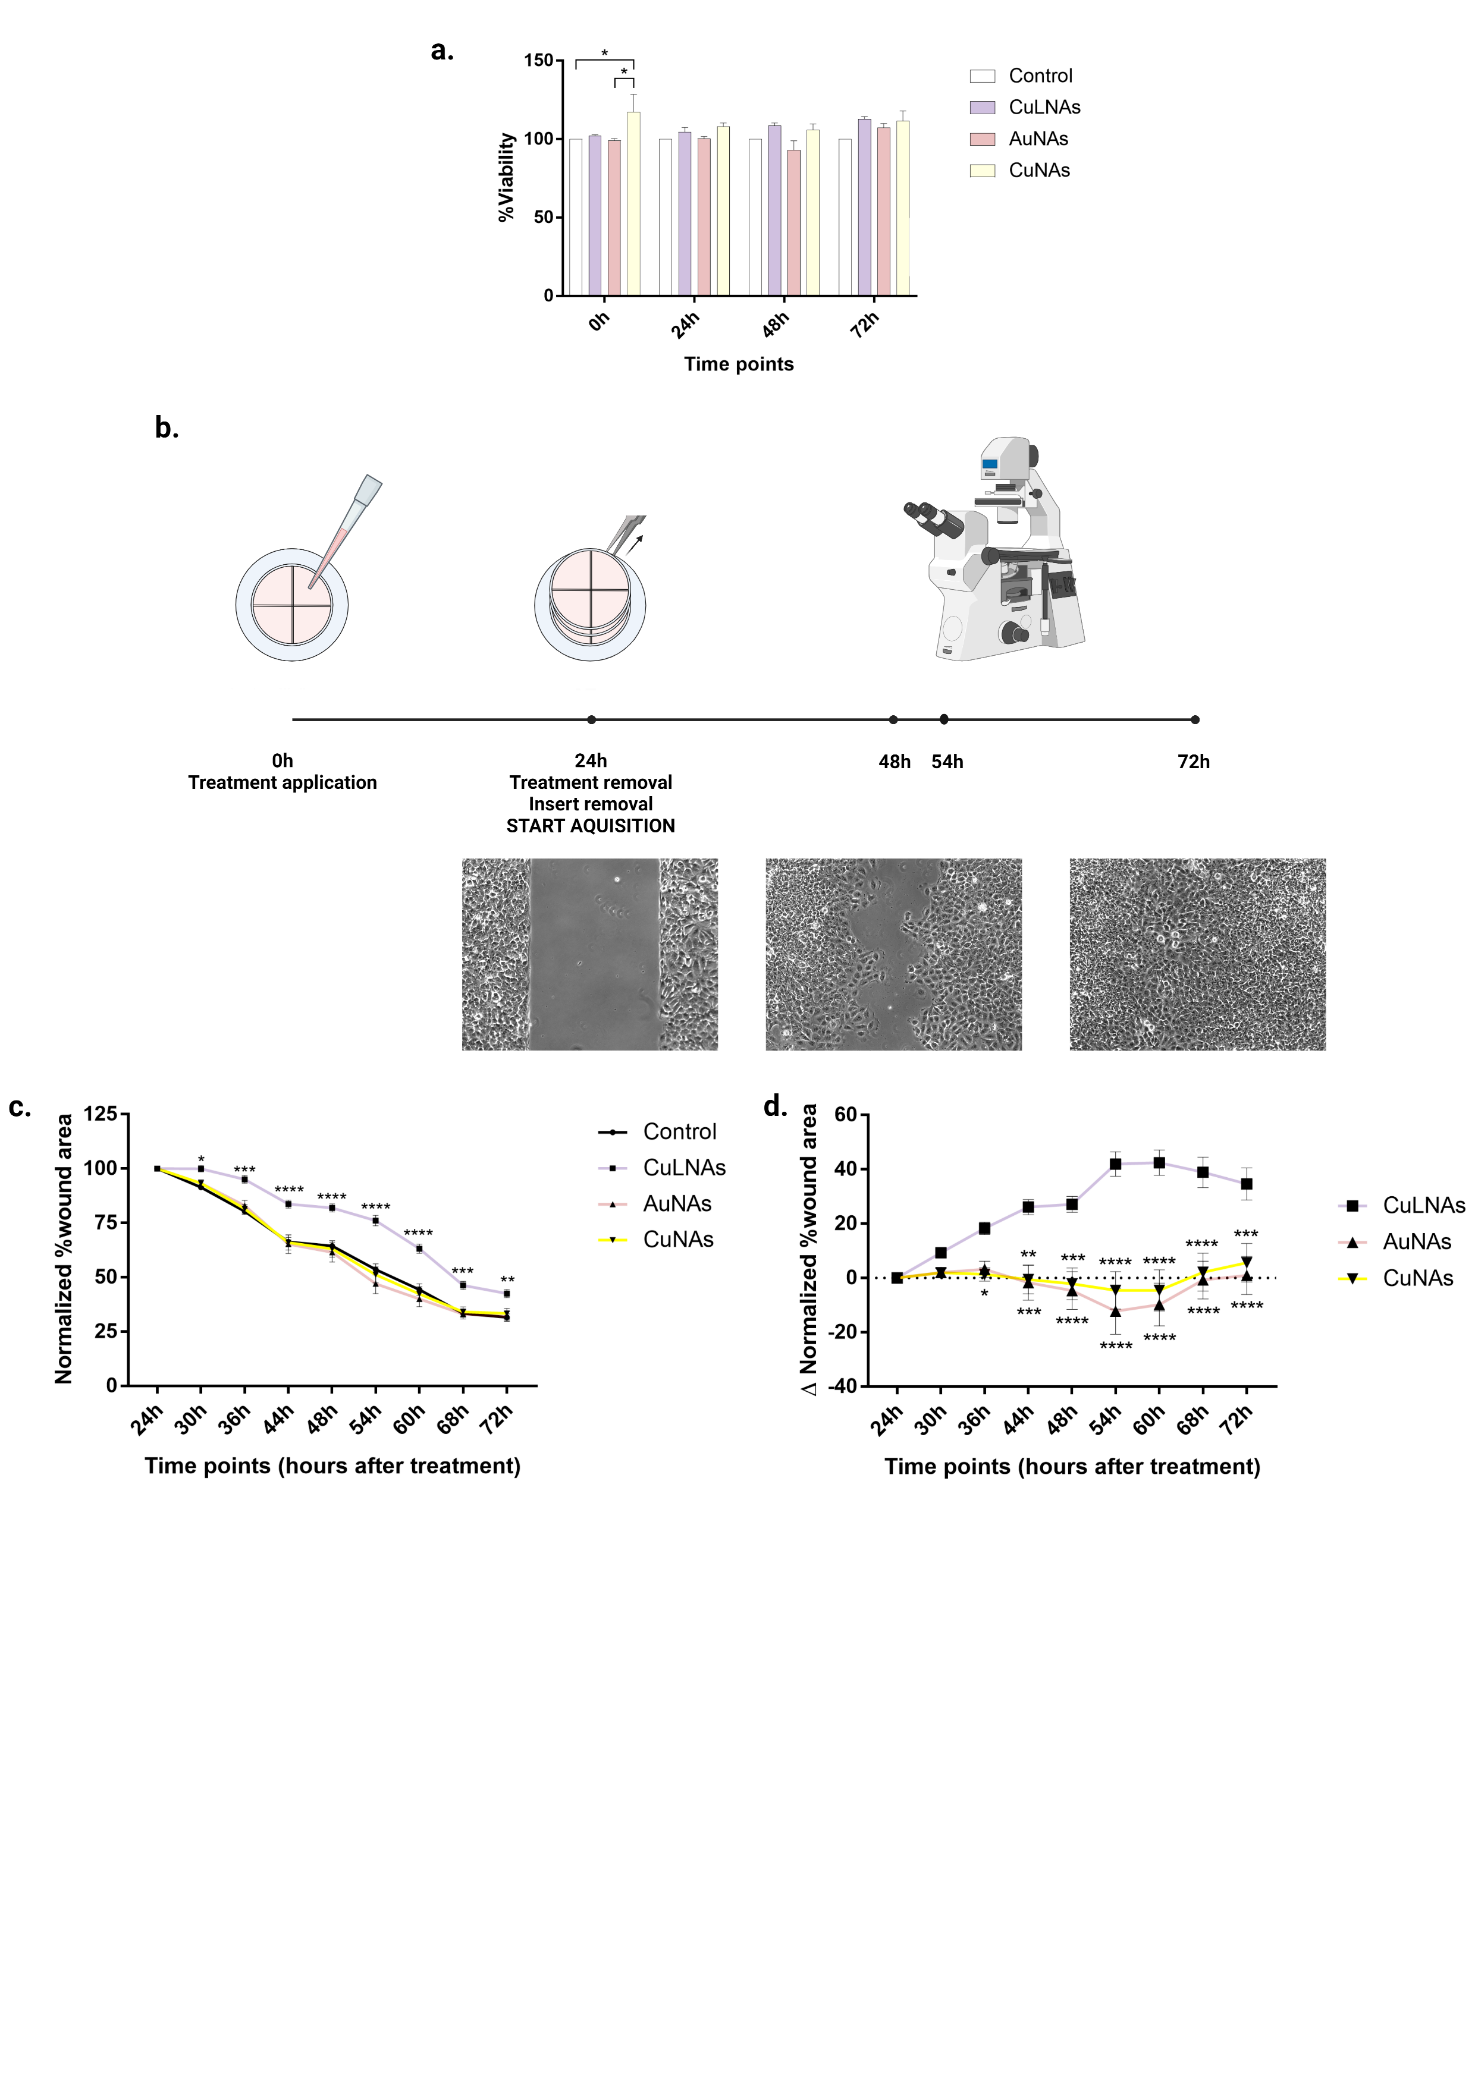 a.
%Viability
150
100
50
0
*
*
0h
24h
48h
72h
Time points
Control
CuLNAs
AuNAs
CuNAs
b.
0h
Treatment application
24h
Treatment removal
Insert removal
START AQUISITION
48h
54h
72h
c.
Normalized %wound area
125
100
75
50
25
0
*
***
****
****
****
****
***
**
24h
30h
36h
44h
48h
54h
60h
68h
72h
Time points (hours after treatment)
Control
CuLNAs
AuNAs
CuNAs
d.
Δ Normalized %wound area
60
40
20
0
-20
-40
**
***
****
****
****
***
*
***
****
****
****
****
****
24h
30h
36h
44h
48h
54h
60h
68h
72h
Time points (hours after treatment)
CuLNAs
AuNAs
CuNAs